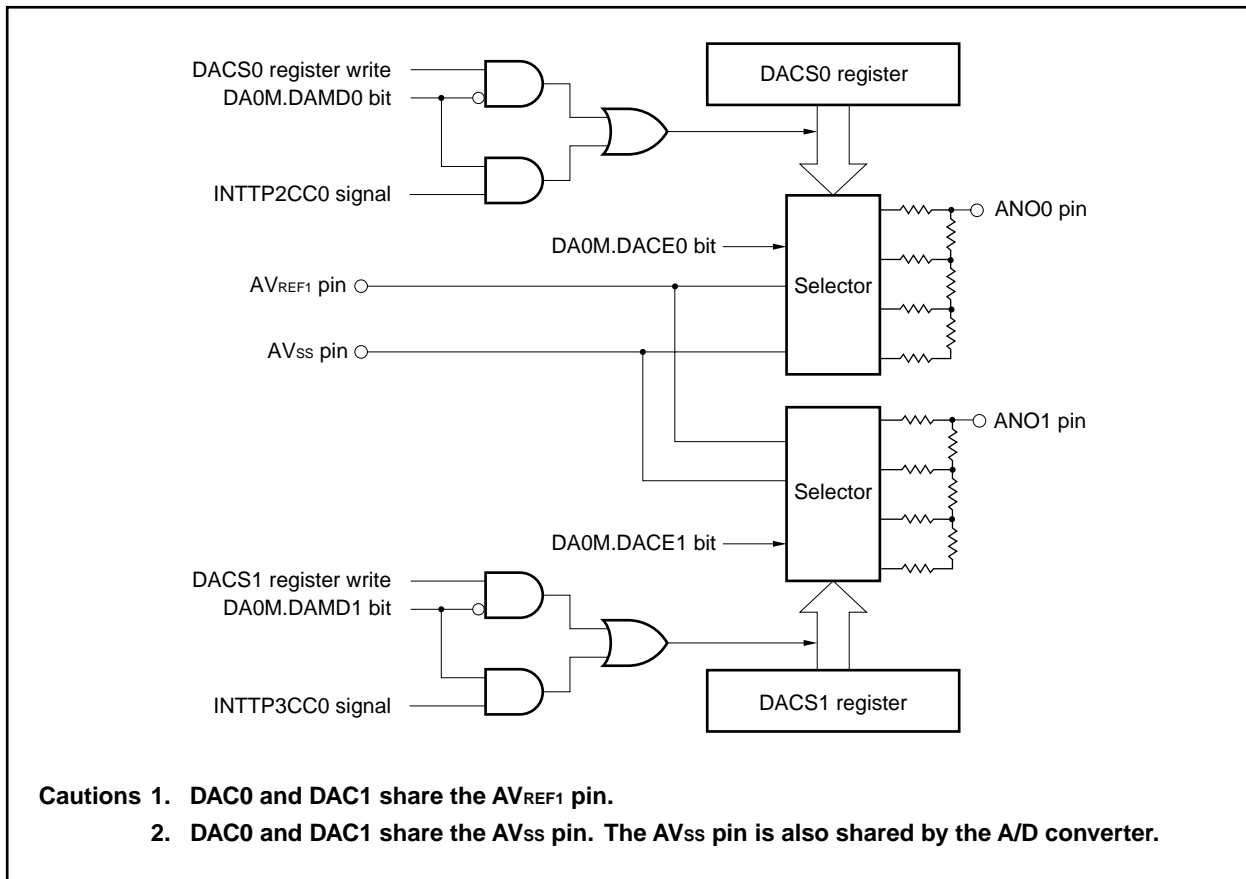 DACS0 register write
DA0M.DAMD0 bit
DACS0 register
INTTP2CC0 signal
ANO0 pin
DA0M.DACE0 bit
AVREF1 pin
Selector
AVSS pin
ANO1 pin
Selector
DA0M.DACE1 bit
DACS1 register write
DA0M.DAMD1 bit
INTTP3CC0 signal
DACS1 register
Cautions 1. DAC0 and DAC1 share the AVREF1 pin.
2. DAC0 and DAC1 share the AVSS pin. The AVSS pin is also shared by the A/D converter.